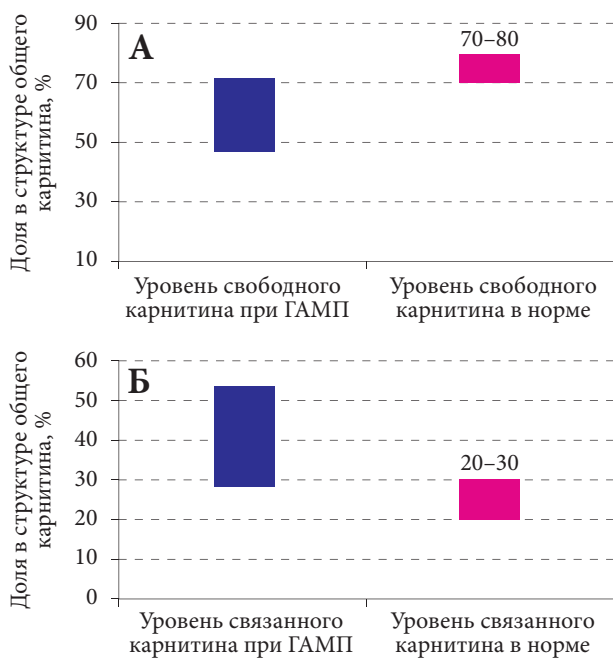 Доля в структуре общего
карнитина, %
А
90
70
50
30
10
70–80
Уровень свободного
карнитина при ГАМП
Уровень свободного
карнитина в норме
Доля в структуре общего
карнитина, %
Б
60
50
40
30
20
10
0
20–30
Уровень связанного
карнитина при ГАМП
Уровень связанного
карнитина в норме